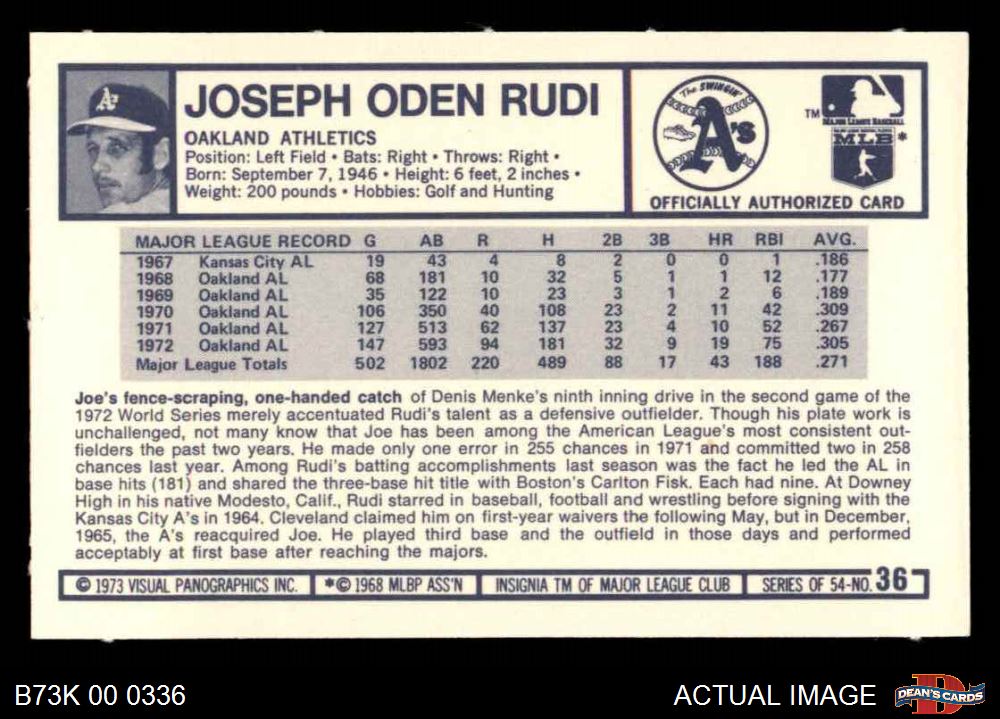 JOSEPH ODEN RUDI
OAKLAND ATHLETICS
Position: Left Field • Bats: Right • Throws: Right •
Born: September 7, 1946 • Height: 6 feet, 2 inches •
Weight: 200 pounds • Hobbies: Golf and Hunting
The SWINGIN'
A's
TM
MAJOR LEAGUE BASEBALL
MLB *
OFFICIALLY AUTHORIZED CARD
MAJOR LEAGUE RECORD G AB R H 2B 3B HR RBI AVG.
1967 Kansas City AL 19 43 4 8 2 0 0 1 .186
1968 Oakland AL 68 181 10 32 5 1 1 12 .177
1969 Oakland AL 35 122 10 23 3 1 2 6 .189
1970 Oakland AL 106 350 40 108 23 2 11 42 .309
1971 Oakland AL 127 513 62 137 23 4 10 52 .267
1972 Oakland AL 147 593 94 181 32 9 19 75 .305
Major League Totals 502 1802 220 489 88 17 43 188 .271
Joe's fence-scraping, one-handed catch of Denis Menke's ninth inning drive in the second game of the
1972 World Series merely accentuated Rudi's talent as a defensive outfielder. Though his plate work is
unchallenged, not many know that Joe has been among the American League's most consistent out-
fielders the past two years. He made only one error in 255 chances in 1971 and committed two in 258
chances last year. Among Rudi's batting accomplishments last season was the fact he led the AL in
base hits (181) and shared the three-base hit title with Boston's Carlton Fisk. Each had nine. At Downey
High in his native Modesto, Calif., Rudi starred in baseball, football and wrestling before signing with the
Kansas City A's in 1964. Cleveland claimed him on first-year waivers the following May, but in December,
1965, the A's reacquired Joe. He played third base and the outfield in those days and performed
acceptably at first base after reaching the majors.
© 1973 VISUAL PANOGRAPHICS INC. *© 1968 MLBP ASS'N INSIGNIA TM OF MAJOR LEAGUE CLUB SERIES OF 54-NO. 36
B73K 00 0336
ACTUAL IMAGE
D
DEAN'S CARDS